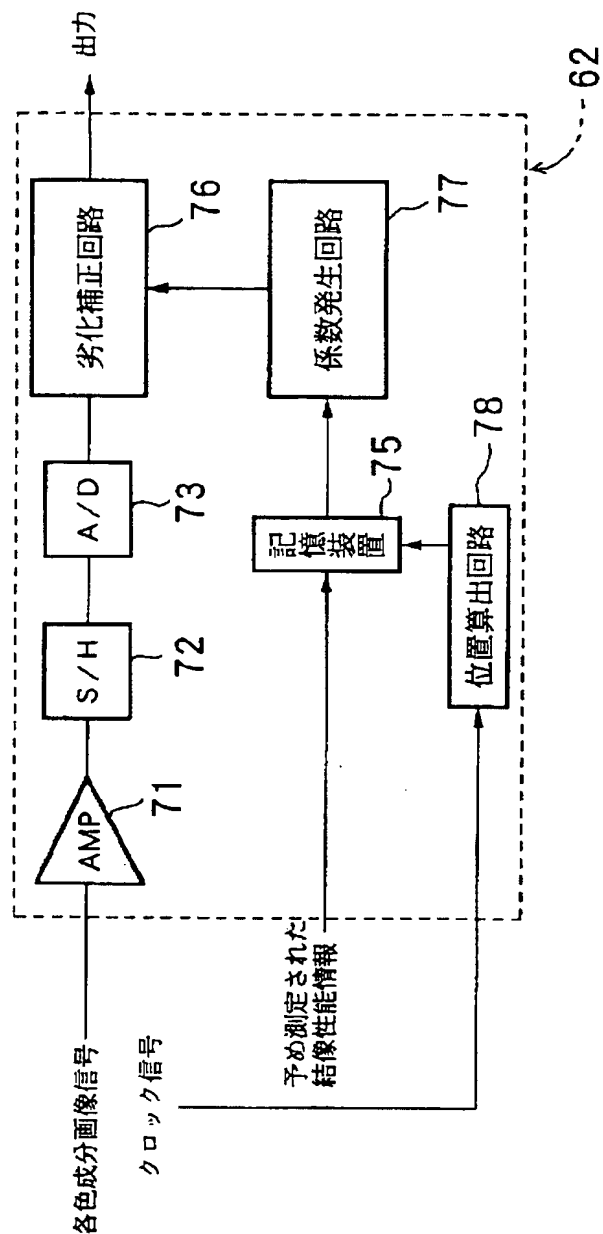 各色成分画像信号
AMP
71
S/H
72
A/D
73
劣化補正回路
76
出力
予め測定された
結像性能情報
記憶
装置
75
係数発生回路
77
クロック信号
位置算出回路
78
62